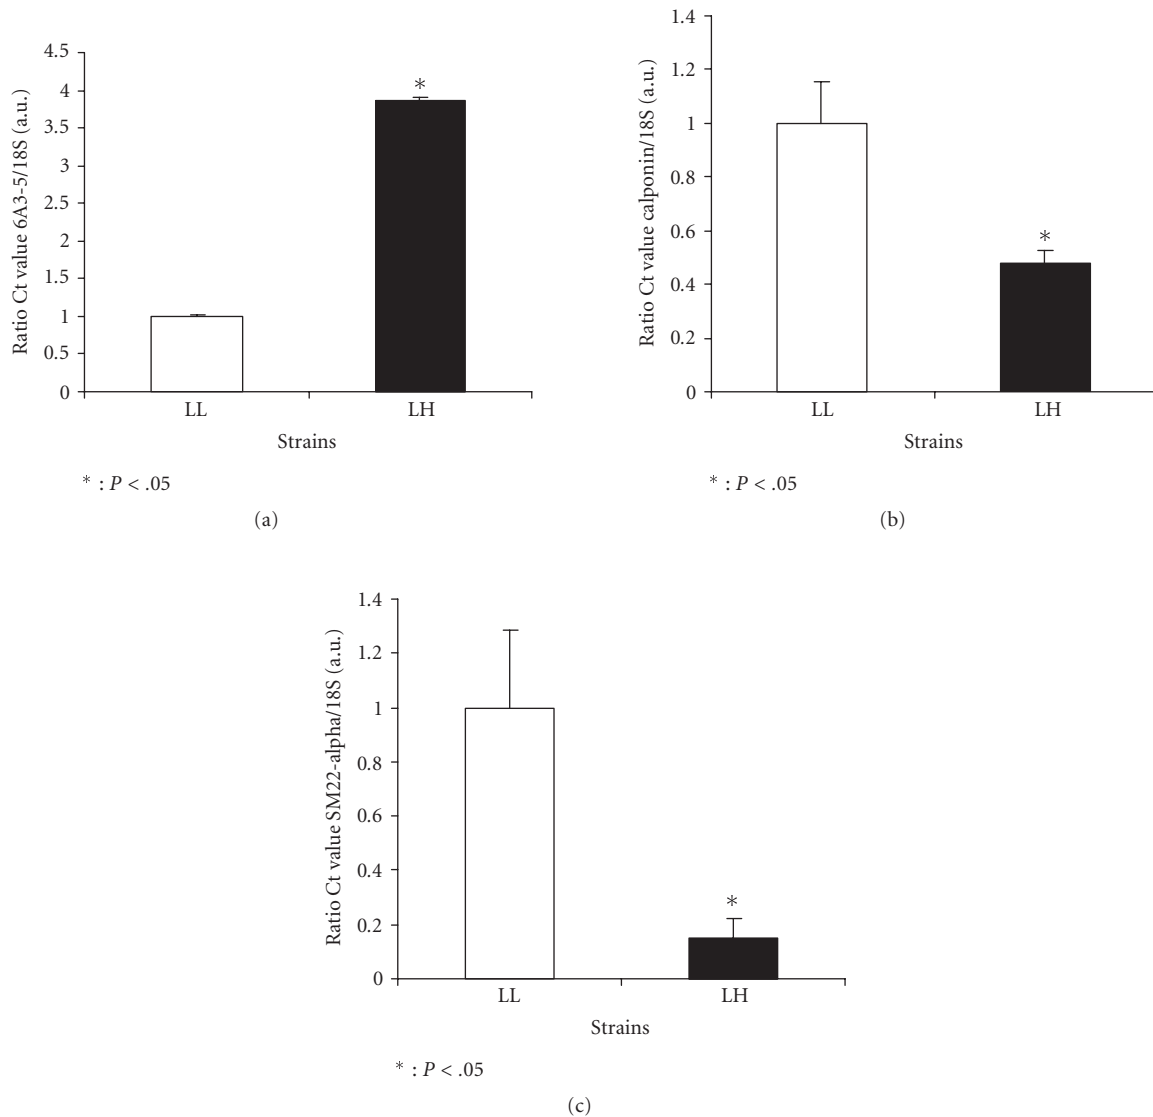 Ratio Ct value 6A3-5/18S (a.u.)
4.5
4
3.5
3
2.5
2
1.5
1
0.5
0
*
LL
LH
Strains
* : P < .05
(a)
Ratio Ct value calponin/18S (a.u.)
1.4
1.2
1
0.8
0.6
0.4
0.2
0
*
LL
LH
Strains
* : P < .05
(b)
Ratio Ct value SM22-alpha/18S (a.u.)
1.4
1.2
1
0.8
0.6
0.4
0.2
0
*
LL
LH
Strains
* : P < .05
(c)